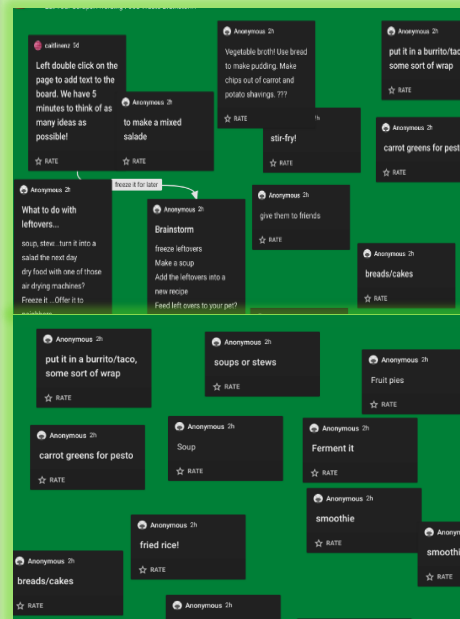 caitlinenz 5d
Left double click on the
page to add text to the
board. We have 5
minutes to think of as
many ideas as
possible!
RATE
Anonymous 2h
to make a mixed
salade
RATE
Anonymous 2h
Vegetable broth! Use bread
to make pudding. Make
chips out of carrot and
potato shavings. ???
RATE
Anonymous 2h
put it in a burrito/tac
some sort of wrap
RATE
stir-fry!
RATE
Anonymous 2h
carrot greens for pest
RATE
freeze it for later
Anonymous 2h
What to do with
leftovers...
soup, stew...turn it into a
salad the next day
dry food with one of those
air drying machines?
Freeze it ...Offer it to
Anonymous 2h
Brainstorm
freeze leftovers
Make a soup
Add the leftovers into a
new recipe
Feed left overs to your pet?
Anonymous 2h
give them to friends
RATE
Anonymous 2h
breads/cakes
RATE
Anonymous 2h
put it in a burrito/taco,
some sort of wrap
RATE
Anonymous 2h
soups or stews
RATE
Anonymous 2h
Fruit pies
RATE
Anonymous 2h
carrot greens for pesto
RATE
Anonymous 2h
Soup
RATE
Anonymous 2h
Ferment it
RATE
Anonymous 2h
smoothie
RATE
Anonymous 2h
fried rice!
RATE
Anonym
smoothi
RATE
Anonymous 2h
breads/cakes
RATE
Anonymous 2h